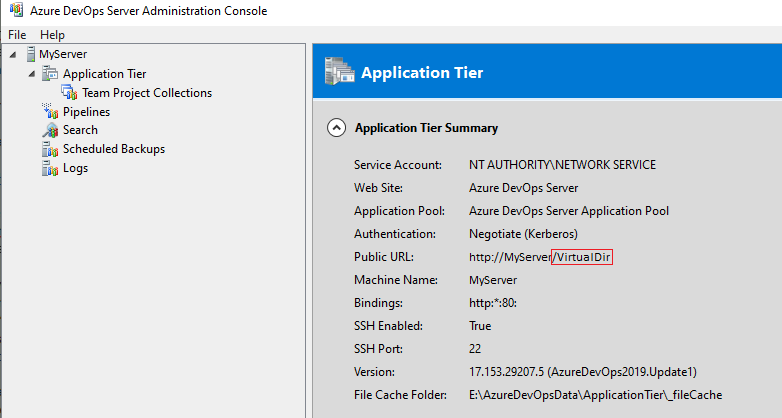 Azure DevOps Server Administration Console
File Help
MyServer
Application Tier
Team Project Collections
Pipelines
Search
Scheduled Backups
Logs
Application Tier
Application Tier Summary
Service Account: NT AUTHORITY\NETWORK SERVICE
Web Site: Azure DevOps Server
Application Pool: Azure DevOps Server Application Pool
Authentication: Negotiate (Kerberos)
Public URL: http://MyServer/VirtualDir
Machine Name: MyServer
Bindings: http:*:80:
SSH Enabled: True
SSH Port: 22
Version: 17.153.29207.5 (AzureDevOps2019.Update1)
File Cache Folder: E:\AzureDevOpsData\ApplicationTier\_fileCache